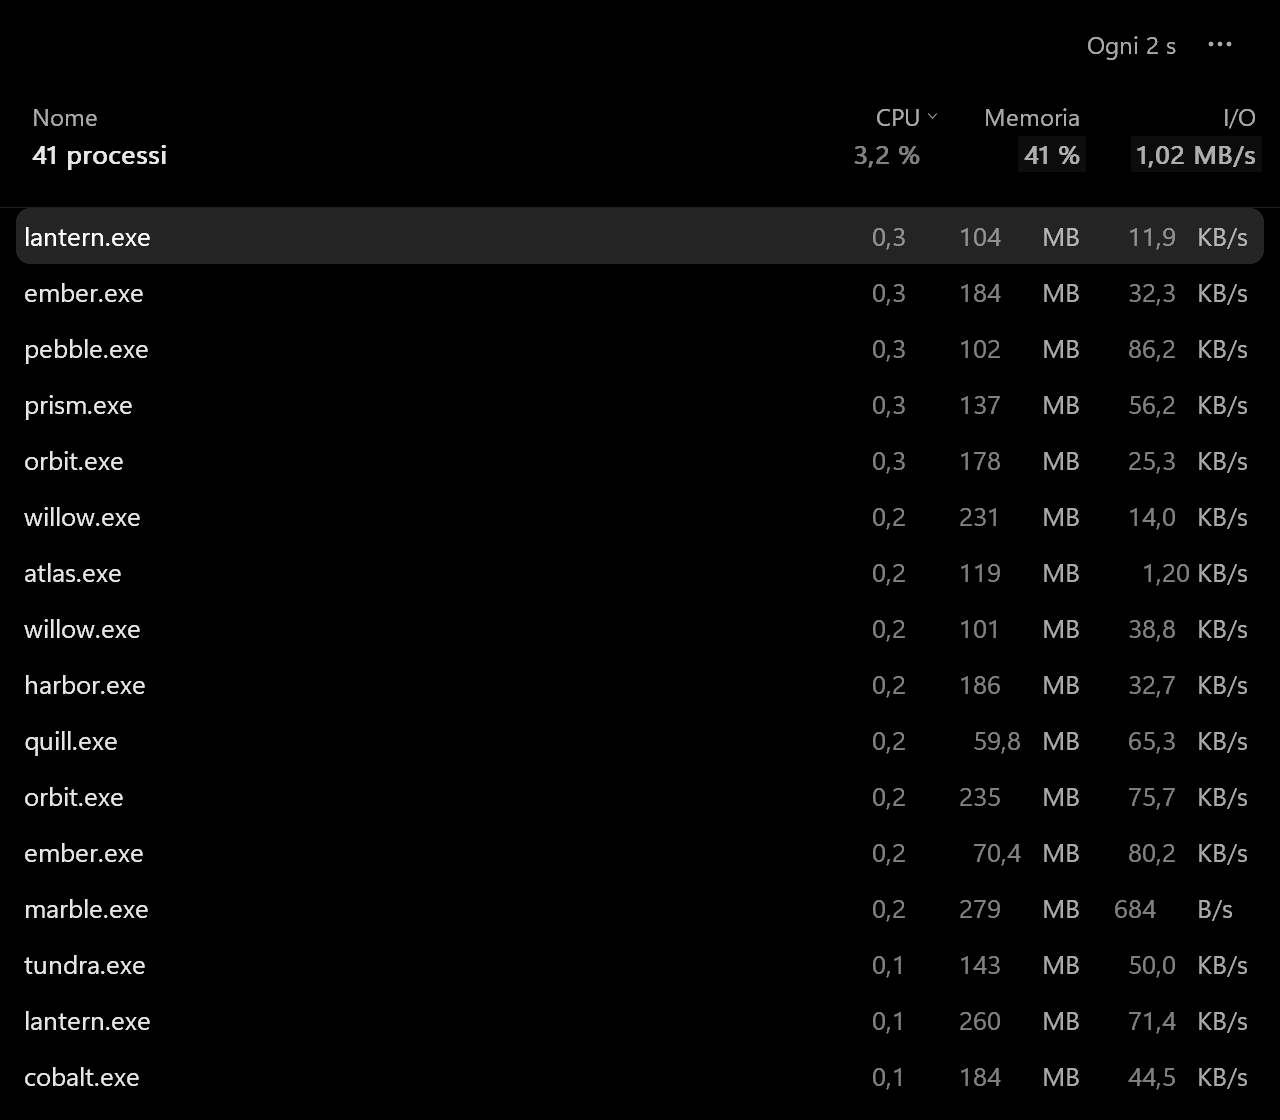 Ogni 2 s ···
Nome CPU Memoria I/O
41 processi 3,2 % 41 % 1,02 MB/s
lantern.exe 0,3 104 MB 11,9 KB/s
ember.exe 0,3 184 MB 32,3 KB/s
pebble.exe 0,3 102 MB 86,2 KB/s
prism.exe 0,3 137 MB 56,2 KB/s
orbit.exe 0,3 178 MB 25,3 KB/s
willow.exe 0,2 231 MB 14,0 KB/s
atlas.exe 0,2 119 MB 1,20 KB/s
willow.exe 0,2 101 MB 38,8 KB/s
harbor.exe 0,2 186 MB 32,7 KB/s
quill.exe 0,2 59,8 MB 65,3 KB/s
orbit.exe 0,2 235 MB 75,7 KB/s
ember.exe 0,2 70,4 MB 80,2 KB/s
marble.exe 0,2 279 MB 684 B/s
tundra.exe 0,1 143 MB 50,0 KB/s
lantern.exe 0,1 260 MB 71,4 KB/s
cobalt.exe 0,1 184 MB 44,5 KB/s